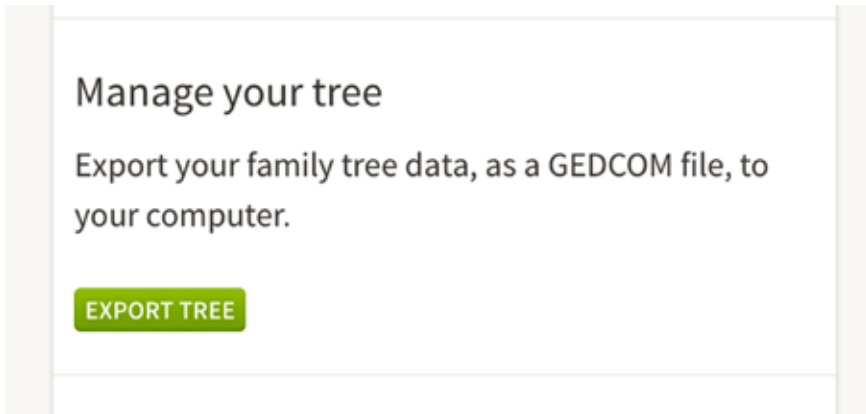 Manage your tree
Export your family tree data, as a GEDCOM file, to
your computer.
EXPORT TREE